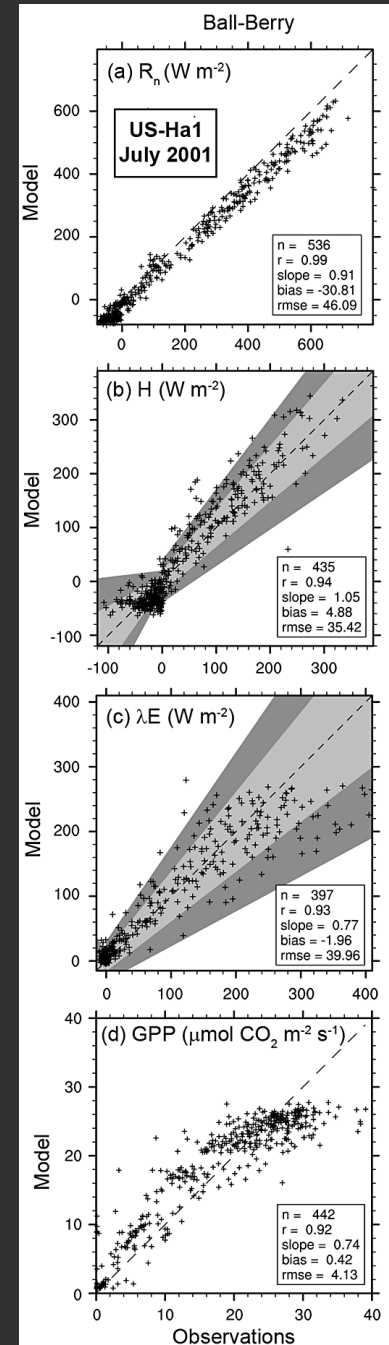 Ball-Berry
(a) Rₙ (W m⁻²)
US-Ha1
July 2001
800
600
400
200
0
Model
n = 536
r = 0.99
slope = 0.91
bias = -30.81
rmse = 46.09
0 200 400 600
(b) H (W m⁻²)
300
200
100
0
-100
Model
n = 435
r = 0.94
slope = 1.05
bias = 4.88
rmse = 35.42
-100 0 100 200 300
(c) λE (W m⁻²)
400
300
200
100
0
Model
n = 397
r = 0.93
slope = 0.77
bias = -1.96
rmse = 39.96
0 100 200 300 400
(d) GPP (μmol CO₂ m⁻² s⁻¹)
40
30
20
10
0
Model
n = 442
r = 0.92
slope = 0.74
bias = 0.42
rmse = 4.13
0 10 20 30 40
Observations